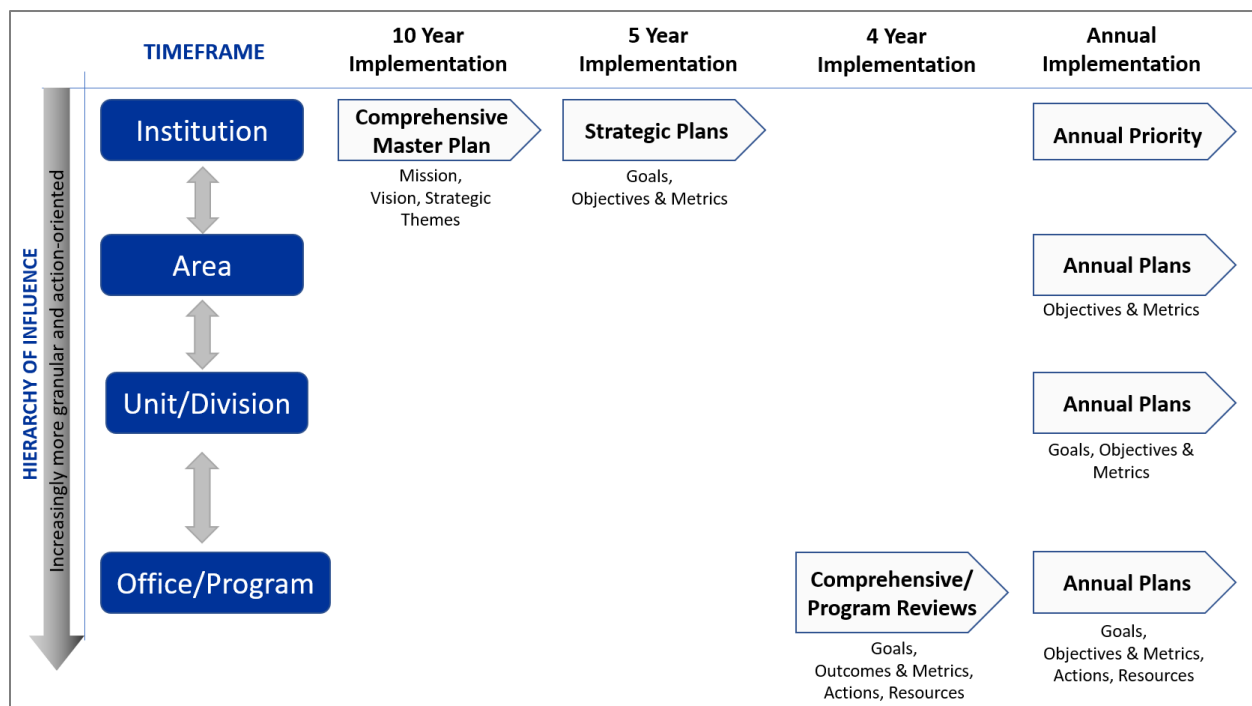 TIMEFRAME
10 Year
Implementation
5 Year
Implementation
4 Year
Implementation
Annual
Implementation
HIERARCHY OF INFLUENCE
Increasingly more granular and action-oriented
Institution
Comprehensive
Master Plan
Mission,
Vision, Strategic
Themes
Strategic Plans
Goals,
Objectives & Metrics
Annual Priority
Area
Annual Plans
Objectives & Metrics
Unit/Division
Annual Plans
Goals, Objectives &
Metrics
Office/Program
Comprehensive/
Program Reviews
Goals,
Outcomes & Metrics,
Actions, Resources
Annual Plans
Goals,
Objectives & Metrics,
Actions, Resources